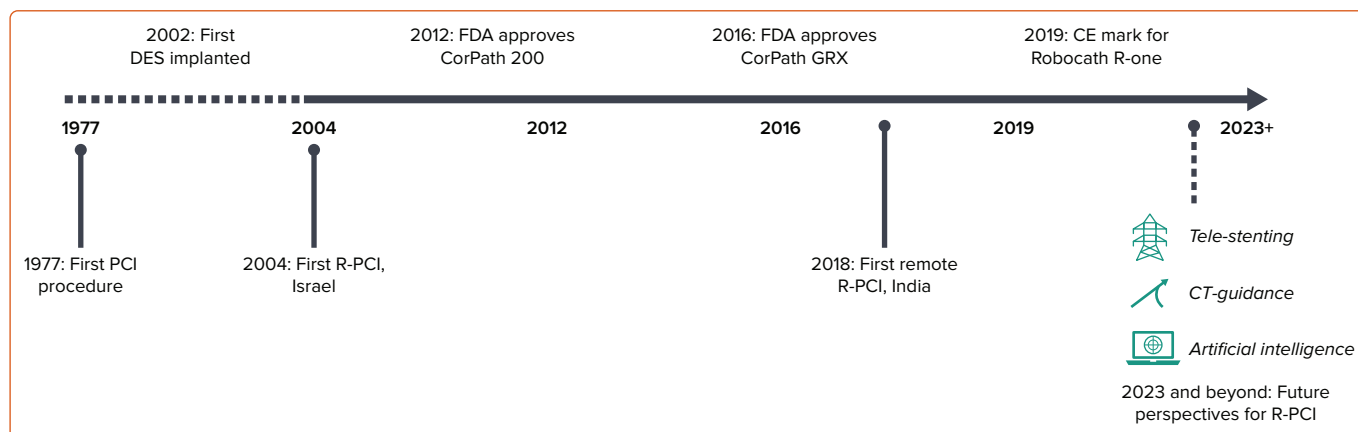 2002: First
DES implanted
2012: FDA approves
CorPath 200
2016: FDA approves
CorPath GRX
2019: CE mark for
Robocath R-one
1977
2004
2012
2016
2019
2023+
1977: First PCI
procedure
2004: First R-PCI,
Israel
2018: First remote
R-PCI, India
Tele-stenting
CT-guidance
Artificial intelligence
2023 and beyond: Future
perspectives for R-PCI